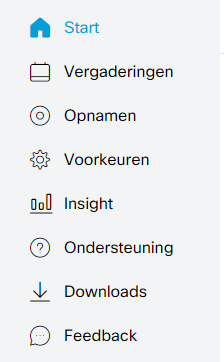 Start
Vergaderingen
Opnamen
Voorkeuren
Insight
Ondersteuning
Downloads
Feedback